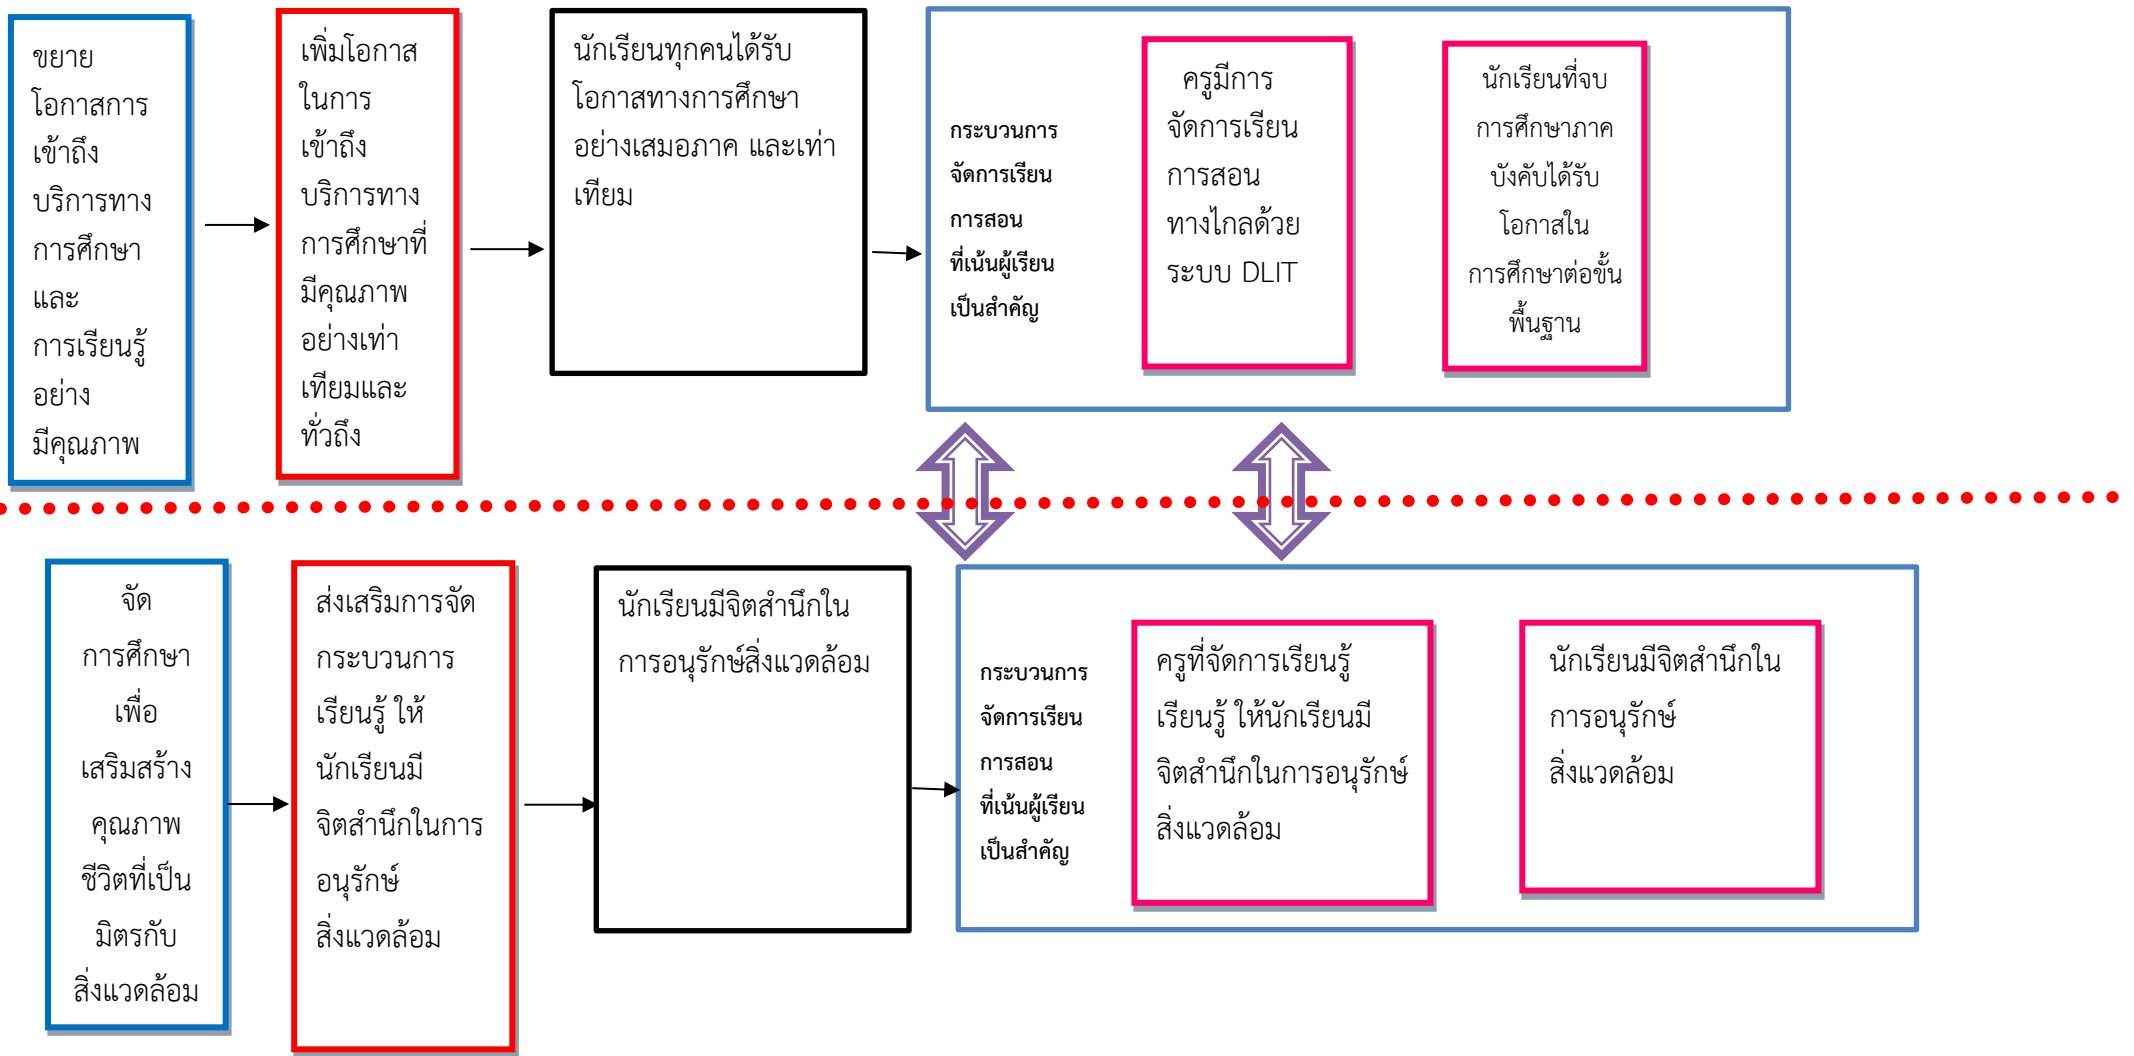 ขยาย
โอกาสการ
เข้าถึง
บริการทาง
การศึกษา
และ
การเรียนรู้
อย่าง
มีคุณภาพ
เพิ่มโอกาส
ในการ
เข้าถึง
บริการทาง
การศึกษาที่
มีคุณภาพ
อย่างเท่า
เทียมและ
ทั่วถึง
นักเรียนทุกคนได้รับ
โอกาสทางการศึกษา
อย่างเสมอภาค และเท่า
เทียม
กระบวนการ
จัดการเรียน
การสอน
ที่เน้นผู้เรียน
เป็นสำคัญ
ครูมีการ
จัดการเรียน
การสอน
ทางไกลด้วย
ระบบ DLIT
นักเรียนที่จบ
การศึกษาภาค
บังคับได้รับ
โอกาสใน
การศึกษาต่อขั้น
พื้นฐาน
จัด
การศึกษา
เพื่อ
เสริมสร้าง
คุณภาพ
ชีวิตที่เป็น
มิตรกับ
สิ่งแวดล้อม
ส่งเสริมการจัด
กระบวนการ
เรียนรู้ ให้
นักเรียนมี
จิตสำนึกในการ
อนุรักษ์
สิ่งแวดล้อม
นักเรียนมีจิตสำนึกใน
การอนุรักษ์สิ่งแวดล้อม
กระบวนการ
จัดการเรียน
การสอน
ที่เน้นผู้เรียน
เป็นสำคัญ
ครูที่จัดการเรียนรู้
เรียนรู้ ให้นักเรียนมี
จิตสำนึกในการอนุรักษ์
สิ่งแวดล้อม
นักเรียนมีจิตสำนึกใน
การอนุรักษ์
สิ่งแวดล้อม